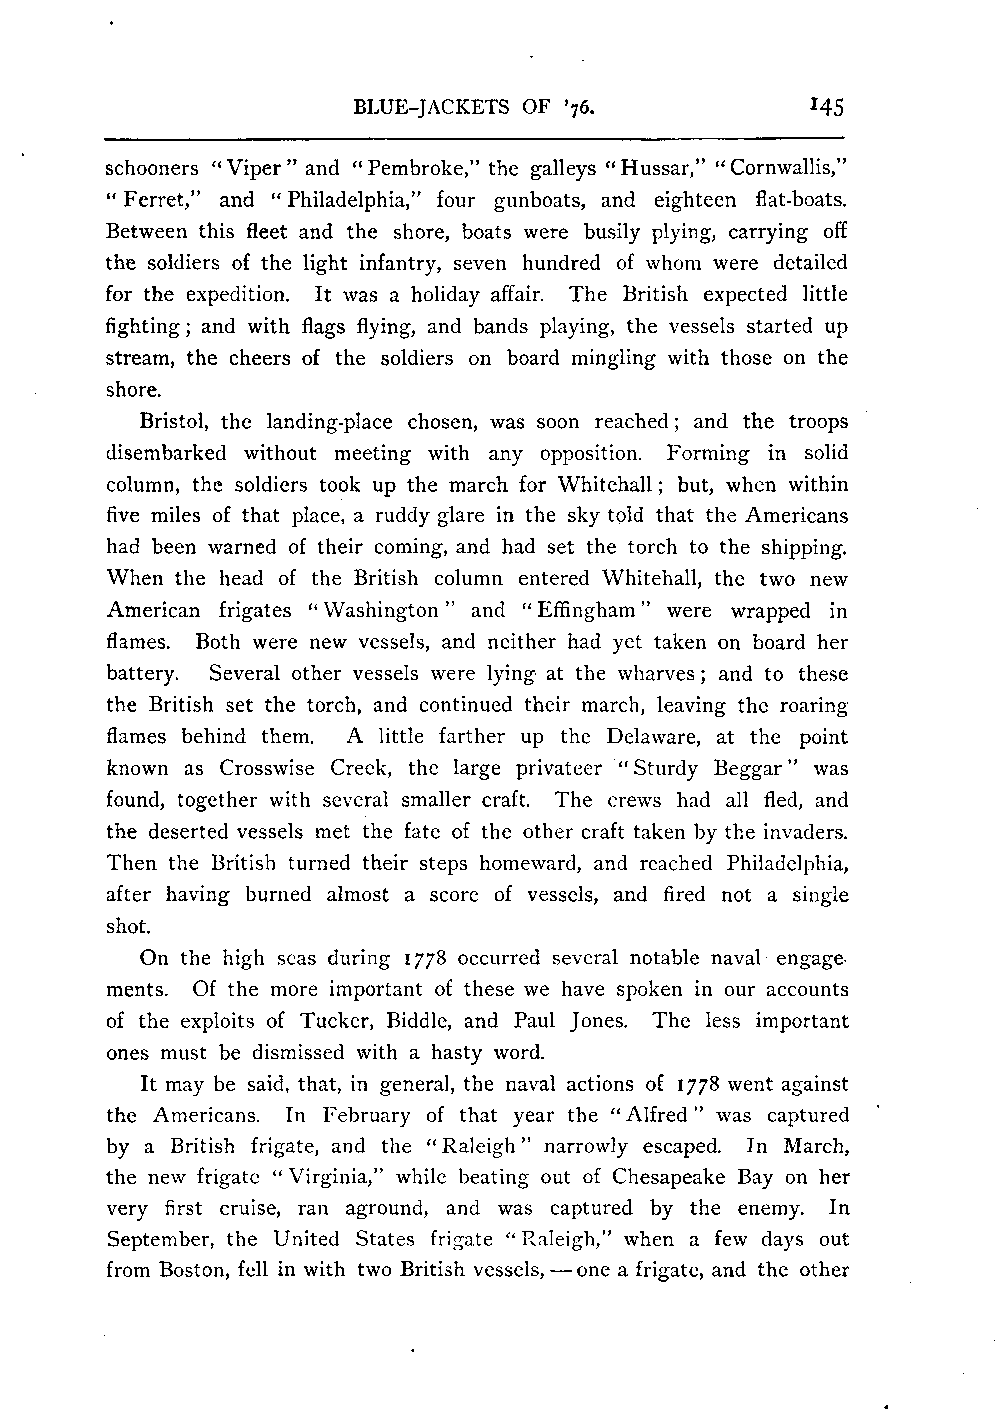 BLUE-JACKETS OF '76. 145
schooners "Viper" and "Pembroke," the galleys "Hussar," "Cornwallis,"
"Ferret," and "Philadelphia," four gunboats, and eighteen flat-boats.
Between this fleet and the shore, boats were busily plying, carrying off
the soldiers of the light infantry, seven hundred of whom were detailed
for the expedition. It was a holiday affair. The British expected little
fighting; and with flags flying, and bands playing, the vessels started up
stream, the cheers of the soldiers on board mingling with those on the
shore.
Bristol, the landing-place chosen, was soon reached; and the troops
disembarked without meeting with any opposition. Forming in solid
column, the soldiers took up the march for Whitehall; but, when within
five miles of that place, a ruddy glare in the sky told that the Americans
had been warned of their coming, and had set the torch to the shipping.
When the head of the British column entered Whitehall, the two new
American frigates "Washington" and "Effingham" were wrapped in
flames. Both were new vessels, and neither had yet taken on board her
battery. Several other vessels were lying at the wharves; and to these
the British set the torch, and continued their march, leaving the roaring
flames behind them. A little farther up the Delaware, at the point
known as Crosswise Creek, the large privateer "Sturdy Beggar" was
found, together with several smaller craft. The crews had all fled, and
the deserted vessels met the fate of the other craft taken by the invaders.
Then the British turned their steps homeward, and reached Philadelphia,
after having burned almost a score of vessels, and fired not a single
shot.
On the high seas during 1778 occurred several notable naval engage-
ments. Of the more important of these we have spoken in our accounts
of the exploits of Tucker, Biddle, and Paul Jones. The less important
ones must be dismissed with a hasty word.
It may be said, that, in general, the naval actions of 1778 went against
the Americans. In February of that year the "Alfred" was captured
by a British frigate, and the "Raleigh" narrowly escaped. In March,
the new frigate "Virginia," while beating out of Chesapeake Bay on her
very first cruise, ran aground, and was captured by the enemy. In
September, the United States frigate "Raleigh," when a few days out
from Boston, fell in with two British vessels,—one a frigate, and the other